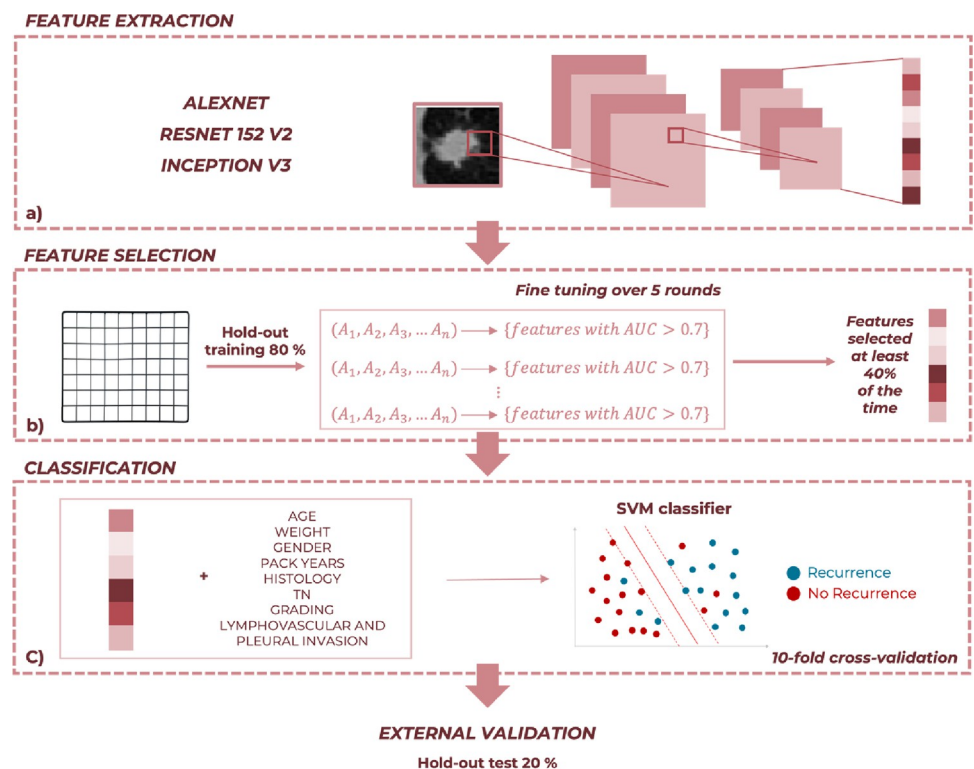 FEATURE EXTRACTION
ALEXNET
RESNET 152 V2
INCEPTION V3
a)
FEATURE SELECTION
Fine tuning over 5 rounds
Hold-out
training 80 %
(A₁, A₂, A₃, … Aₙ) ⟶ {features with AUC > 0.7}
(A₁, A₂, A₃, … Aₙ) ⟶ {features with AUC > 0.7}
⋮
(A₁, A₂, A₃, … Aₙ) ⟶ {features with AUC > 0.7}
Features
selected
at least
40%
of the
time
b)
CLASSIFICATION
+
AGE
WEIGHT
GENDER
PACK YEARS
HISTOLOGY
TN
GRADING
LYMPHOVASCULAR AND
PLEURAL INVASION
SVM classifier
Recurrence
No Recurrence
C)
10-fold cross-validation
EXTERNAL VALIDATION
Hold-out test 20 %